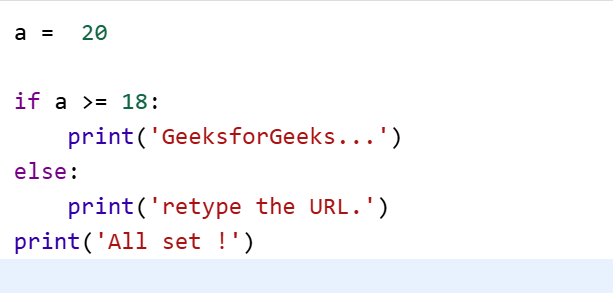 a =  20

if a >= 18:
    print('GeeksforGeeks...')
else:
    print('retype the URL.')
print('All set !')